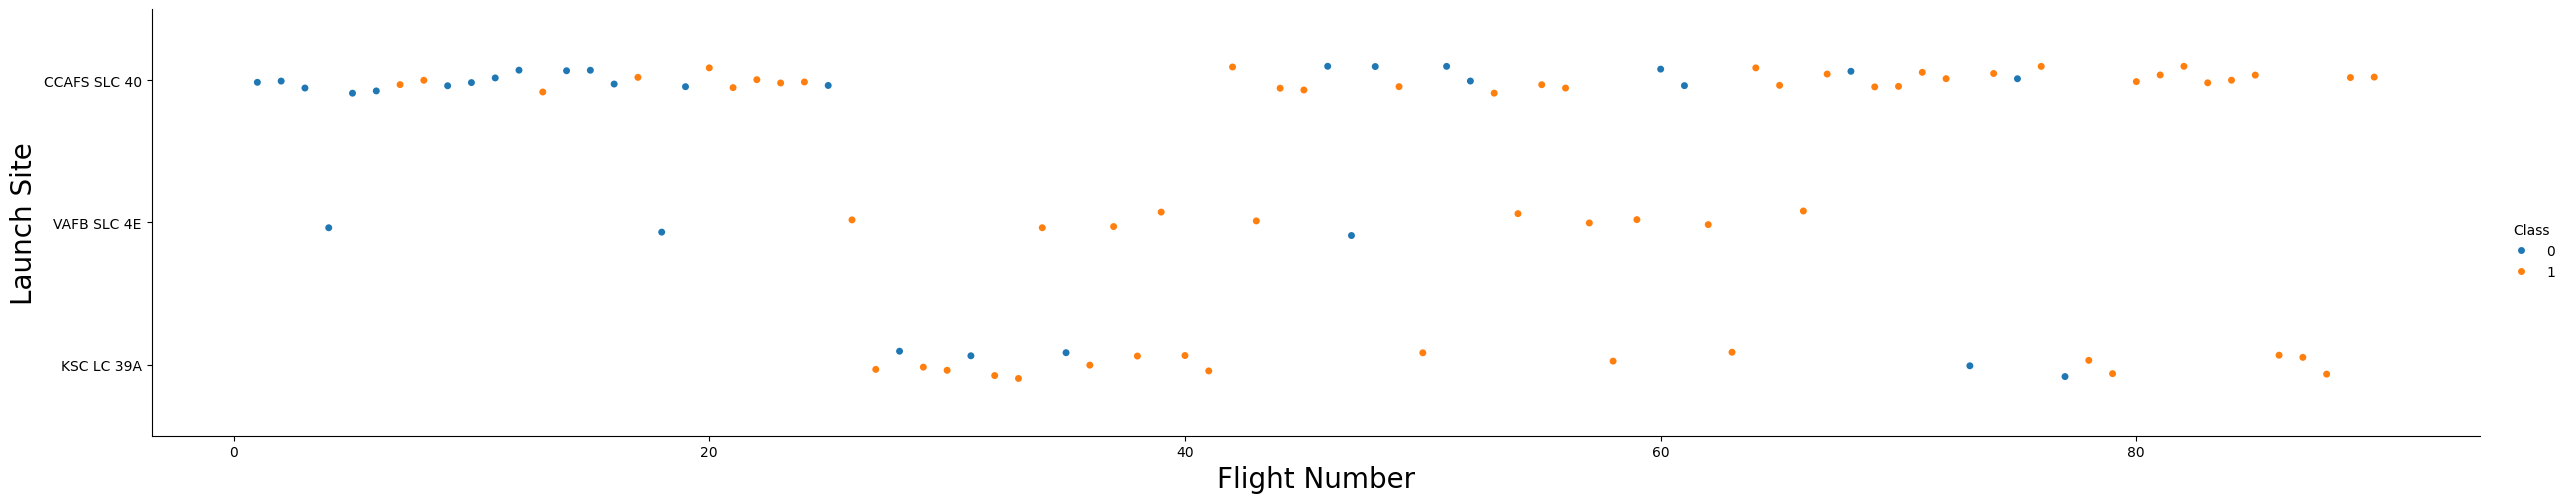 Launch Site
CCAFS SLC 40
VAFB SLC 4E
KSC LC 39A
0
20
40
60
80
Flight Number
Class
0
1